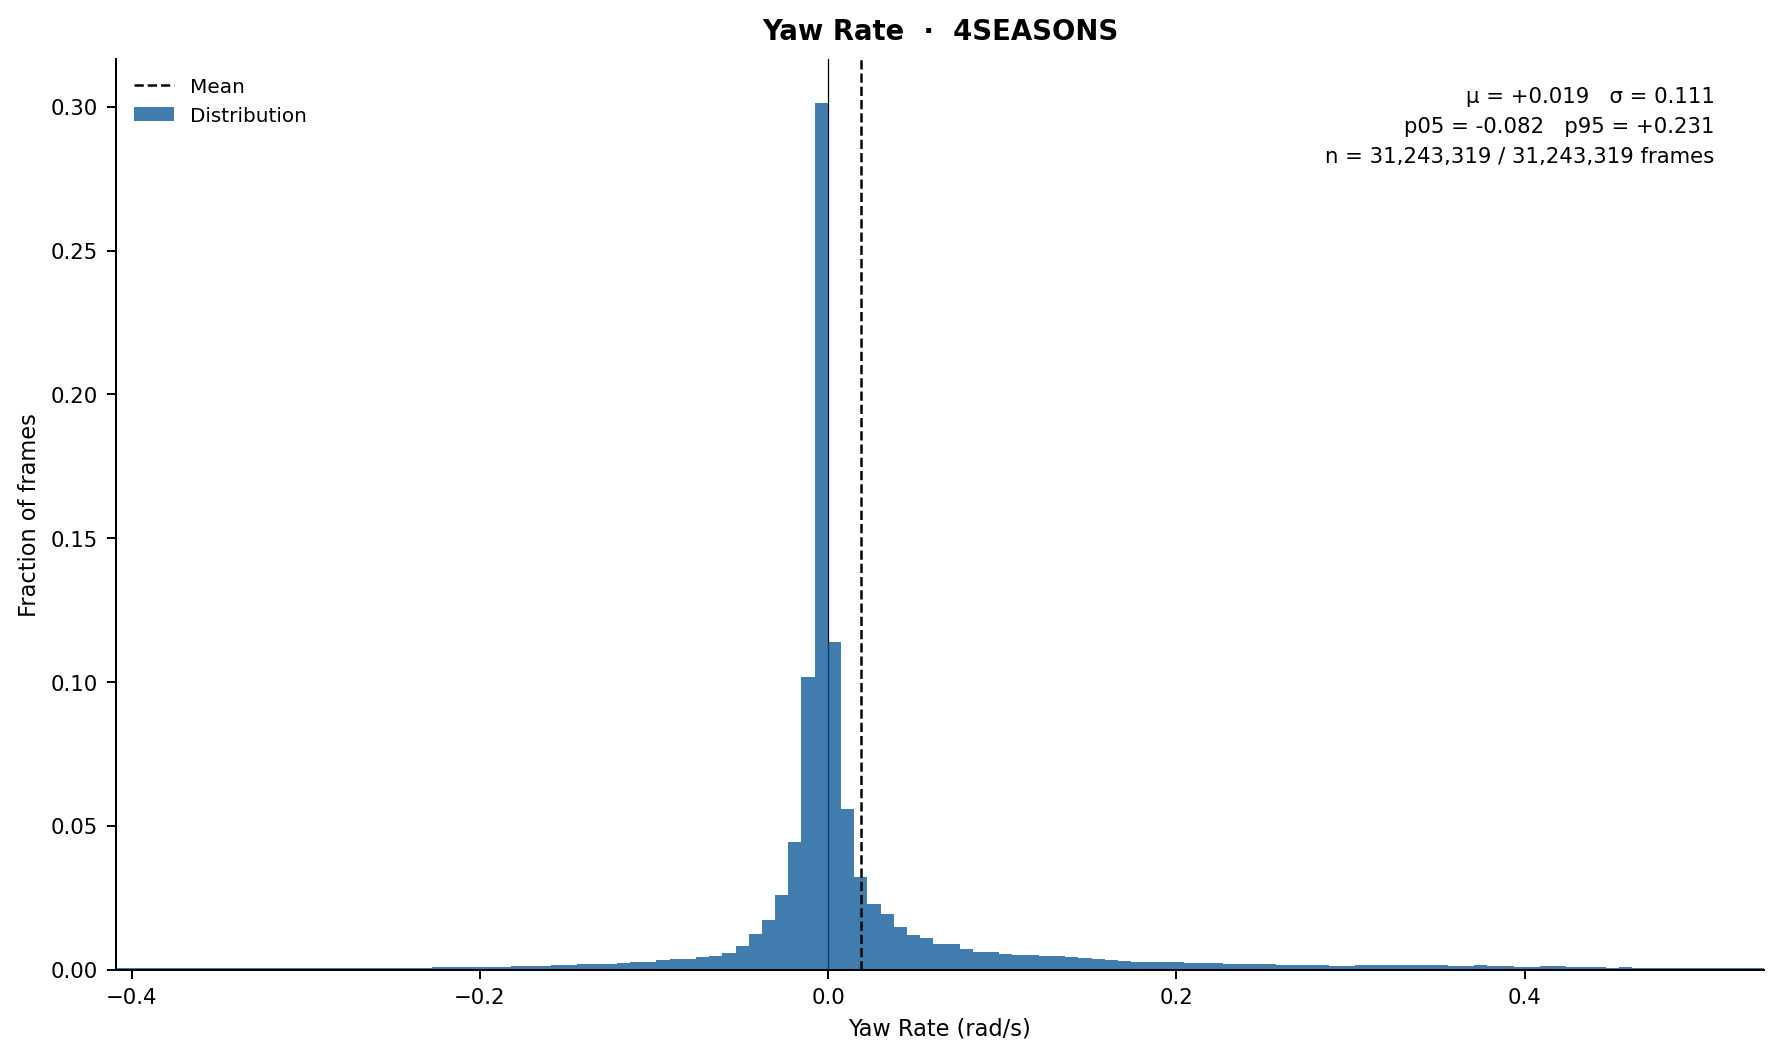 Yaw Rate · 4SEASONS
Mean
Distribution
μ = +0.019 σ = 0.111
p05 = -0.082 p95 = +0.231
n = 31,243,319 / 31,243,319 frames
Fraction of frames
0.30
0.25
0.20
0.15
0.10
0.05
0.00
−0.4 −0.2 0.0 0.2 0.4
Yaw Rate (rad/s)